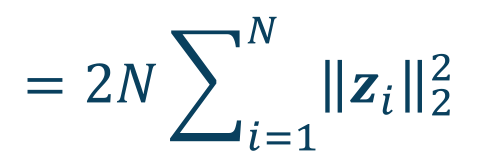 = 2N ∑_{i=1}^{N} ‖𝒛_i‖_2^2